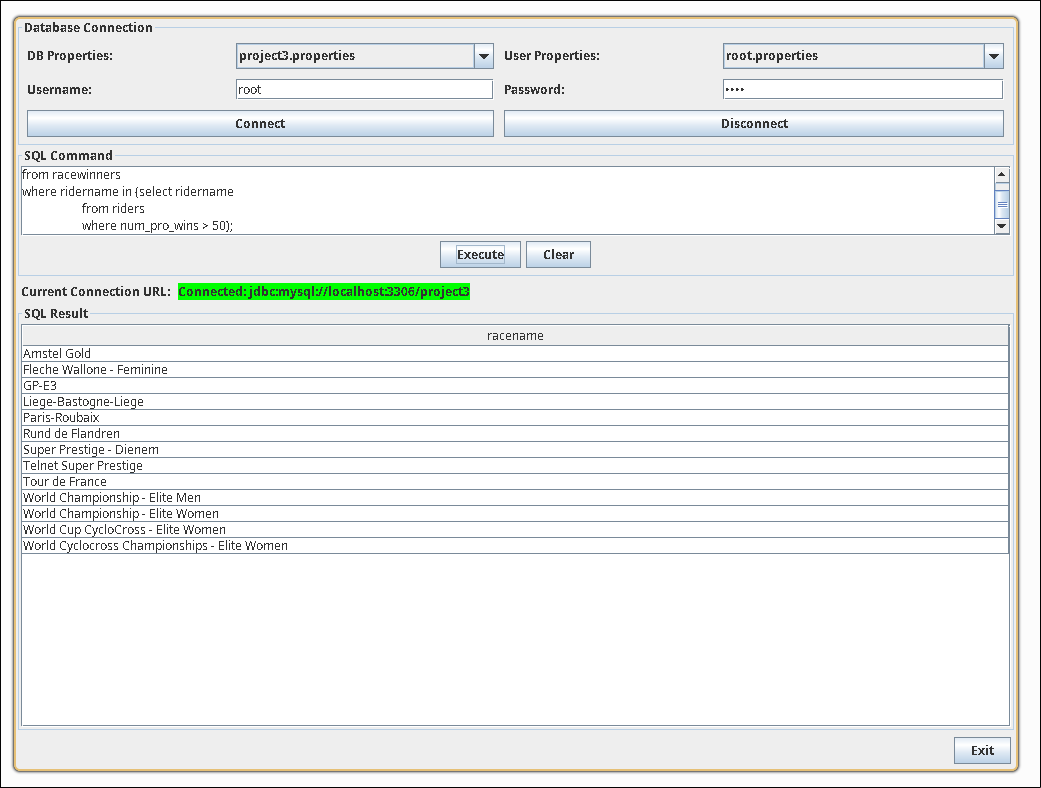 Database Connection
DB Properties: project3.properties User Properties: root.properties
Username: root Password: ••••
Connect Disconnect
SQL Command
from racewinners
where ridername in (select ridername
from riders
where num_pro_wins > 50);
Execute Clear
Current Connection URL: Connected: jdbc:mysql://localhost:3306/project3
SQL Result
racename
Amstel Gold
Fleche Wallone - Feminine
GP-E3
Liege-Bastogne-Liege
Paris-Roubaix
Rund de Flandren
Super Prestige - Dienem
Telnet Super Prestige
Tour de France
World Championship - Elite Men
World Championship - Elite Women
World Cup CycloCross - Elite Women
World Cyclocross Championships - Elite Women
Exit